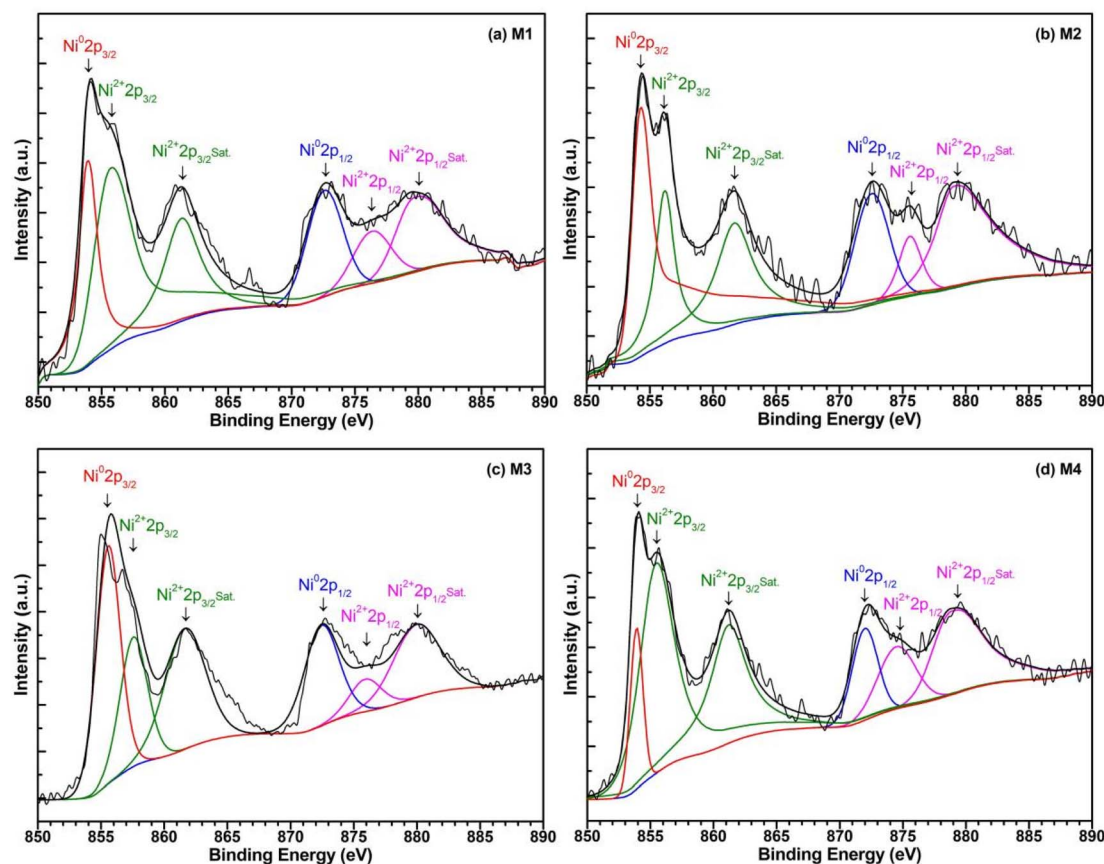 (a) M1
Ni⁰2p₃/₂
Ni²⁺2p₃/₂
Ni²⁺2p₃/₂Sat.
Ni⁰2p₁/₂
Ni²⁺2p₁/₂
Ni²⁺2p₁/₂Sat.
Intensity (a.u.)
850 855 860 865 870 875 880 885 890
Binding Energy (eV)
(b) M2
Ni⁰2p₃/₂
Ni²⁺2p₃/₂
Ni²⁺2p₃/₂Sat.
Ni⁰2p₁/₂
Ni²⁺2p₁/₂
Ni²⁺2p₁/₂Sat.
Intensity (a.u.)
850 855 860 865 870 875 880 885 890
Binding Energy (eV)
(c) M3
Ni⁰2p₃/₂
Ni²⁺2p₃/₂
Ni²⁺2p₃/₂Sat.
Ni⁰2p₁/₂
Ni²⁺2p₁/₂
Ni²⁺2p₁/₂Sat.
Intensity (a.u.)
850 855 860 865 870 875 880 885 890
Binding Energy (eV)
(d) M4
Ni⁰2p₃/₂
Ni²⁺2p₃/₂
Ni²⁺2p₃/₂Sat.
Ni⁰2p₁/₂
Ni²⁺2p₁/₂
Ni²⁺2p₁/₂Sat.
Intensity (a.u.)
850 855 860 865 870 875 880 885 890
Binding Energy (eV)